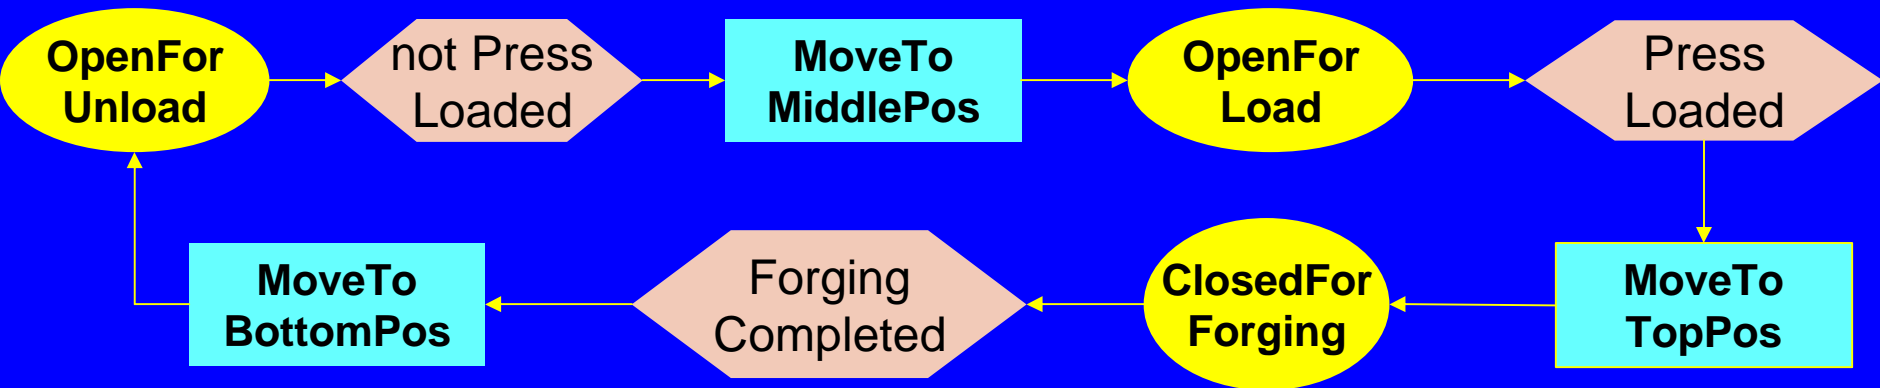 OpenFor
Unload
not Press
Loaded
MoveTo
MiddlePos
OpenFor
Load
Press
Loaded
MoveTo
BottomPos
Forging
Completed
ClosedFor
Forging
MoveTo
TopPos